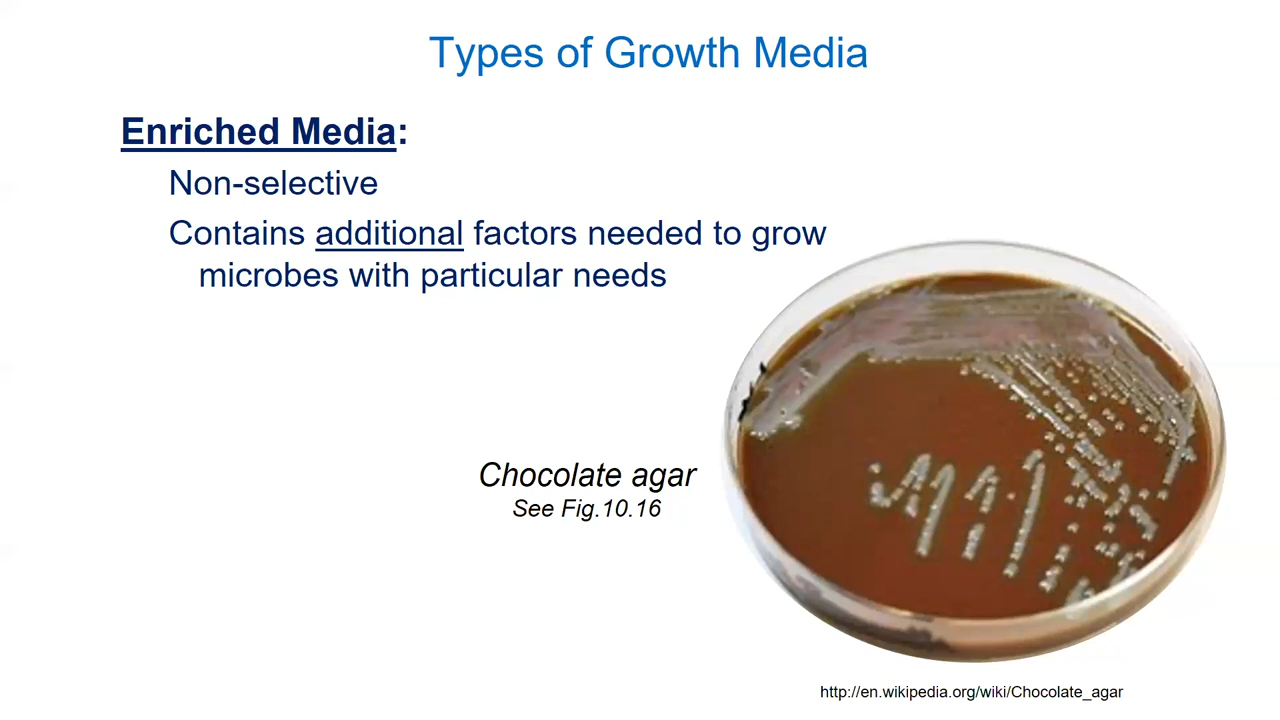 Types of Growth Media
Enriched Media:
Non-selective
Contains additional factors needed to grow
microbes with particular needs
Chocolate agar
See Fig.10.16
http://en.wikipedia.org/wiki/Chocolate_agar